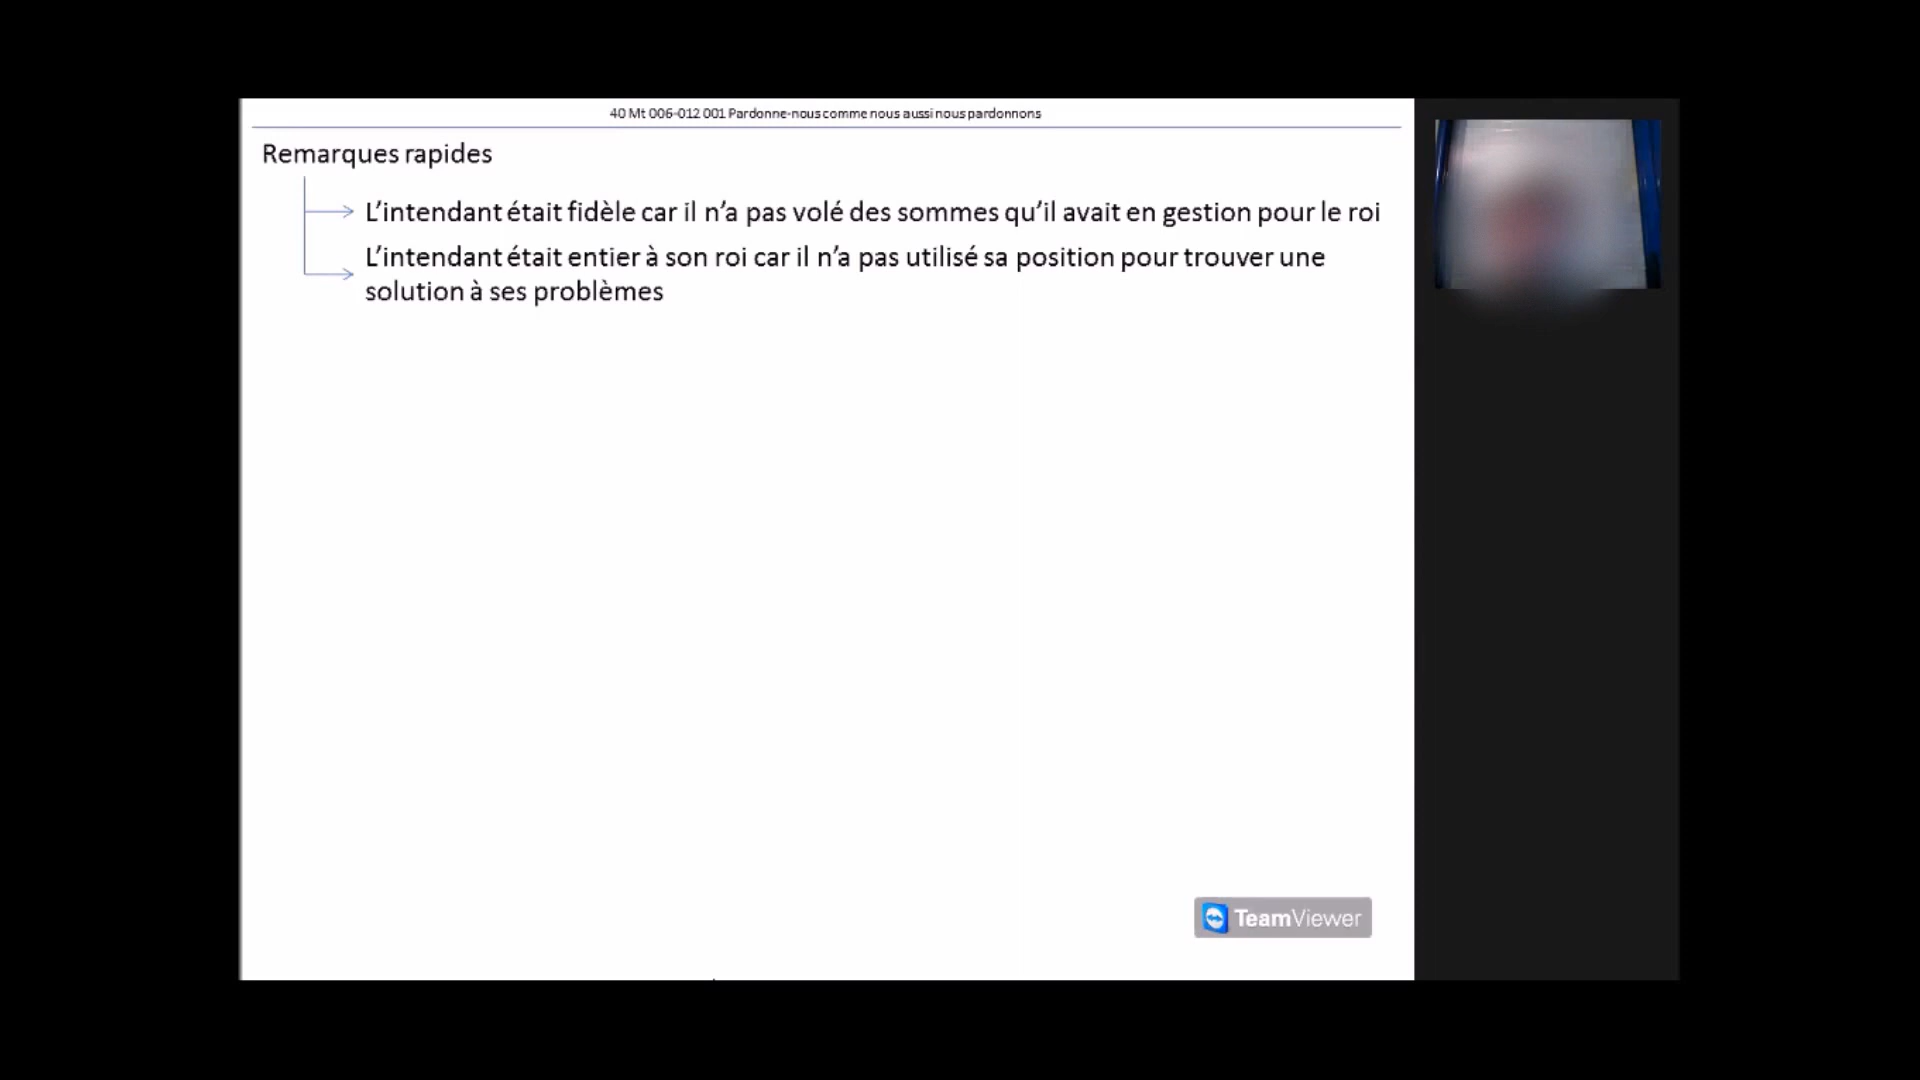 40 Mt 006-012 001 Pardonne-nous comme nous aussi nous pardonnons
Remarques rapides
L’intendant était fidèle car il n’a pas volé des sommes qu’il avait en gestion pour le roi
L’intendant était entier à son roi car il n’a pas utilisé sa position pour trouver une
solution à ses problèmes
TeamViewer